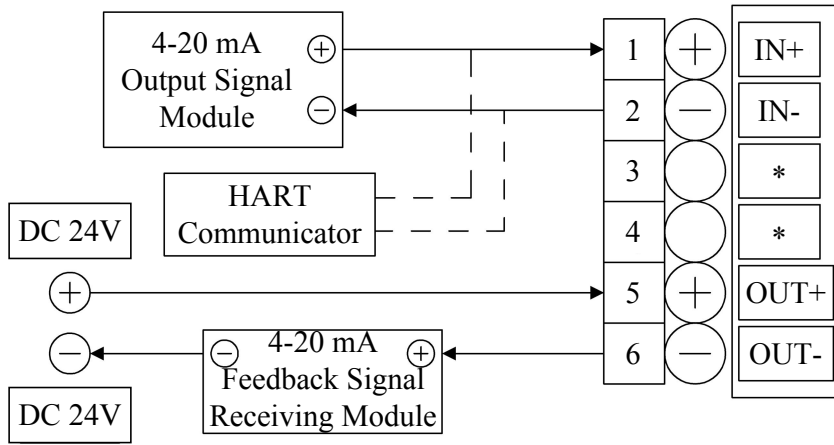 4-20 mA
Output Signal
Module
+
−
1
+
IN+
2
−
IN-
3
*
HART
Communicator
4
*
DC 24V
+
5
+
OUT+
−
4-20 mA
Feedback Signal
Receiving Module
−
+
6
−
OUT-
DC 24V